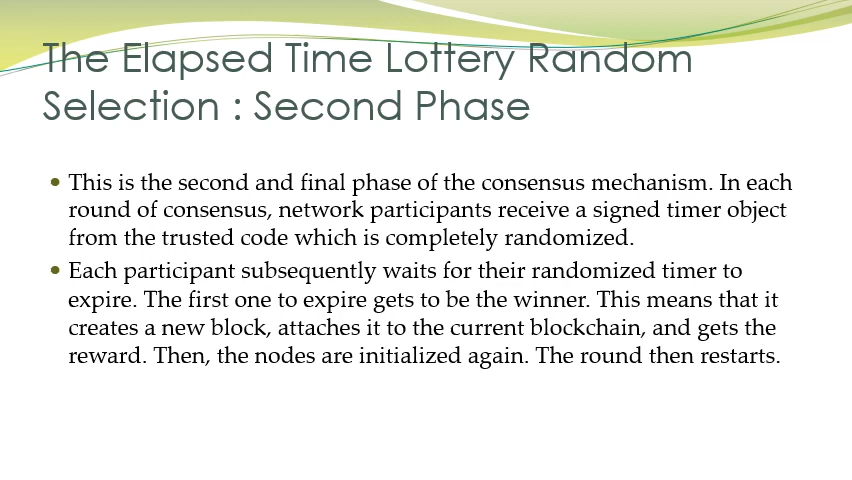 The Elapsed Time Lottery Random
Selection : Second Phase
• This is the second and final phase of the consensus mechanism. In each
round of consensus, network participants receive a signed timer object
from the trusted code which is completely randomized.
• Each participant subsequently waits for their randomized timer to
expire. The first one to expire gets to be the winner. This means that it
creates a new block, attaches it to the current blockchain, and gets the
reward. Then, the nodes are initialized again. The round then restarts.